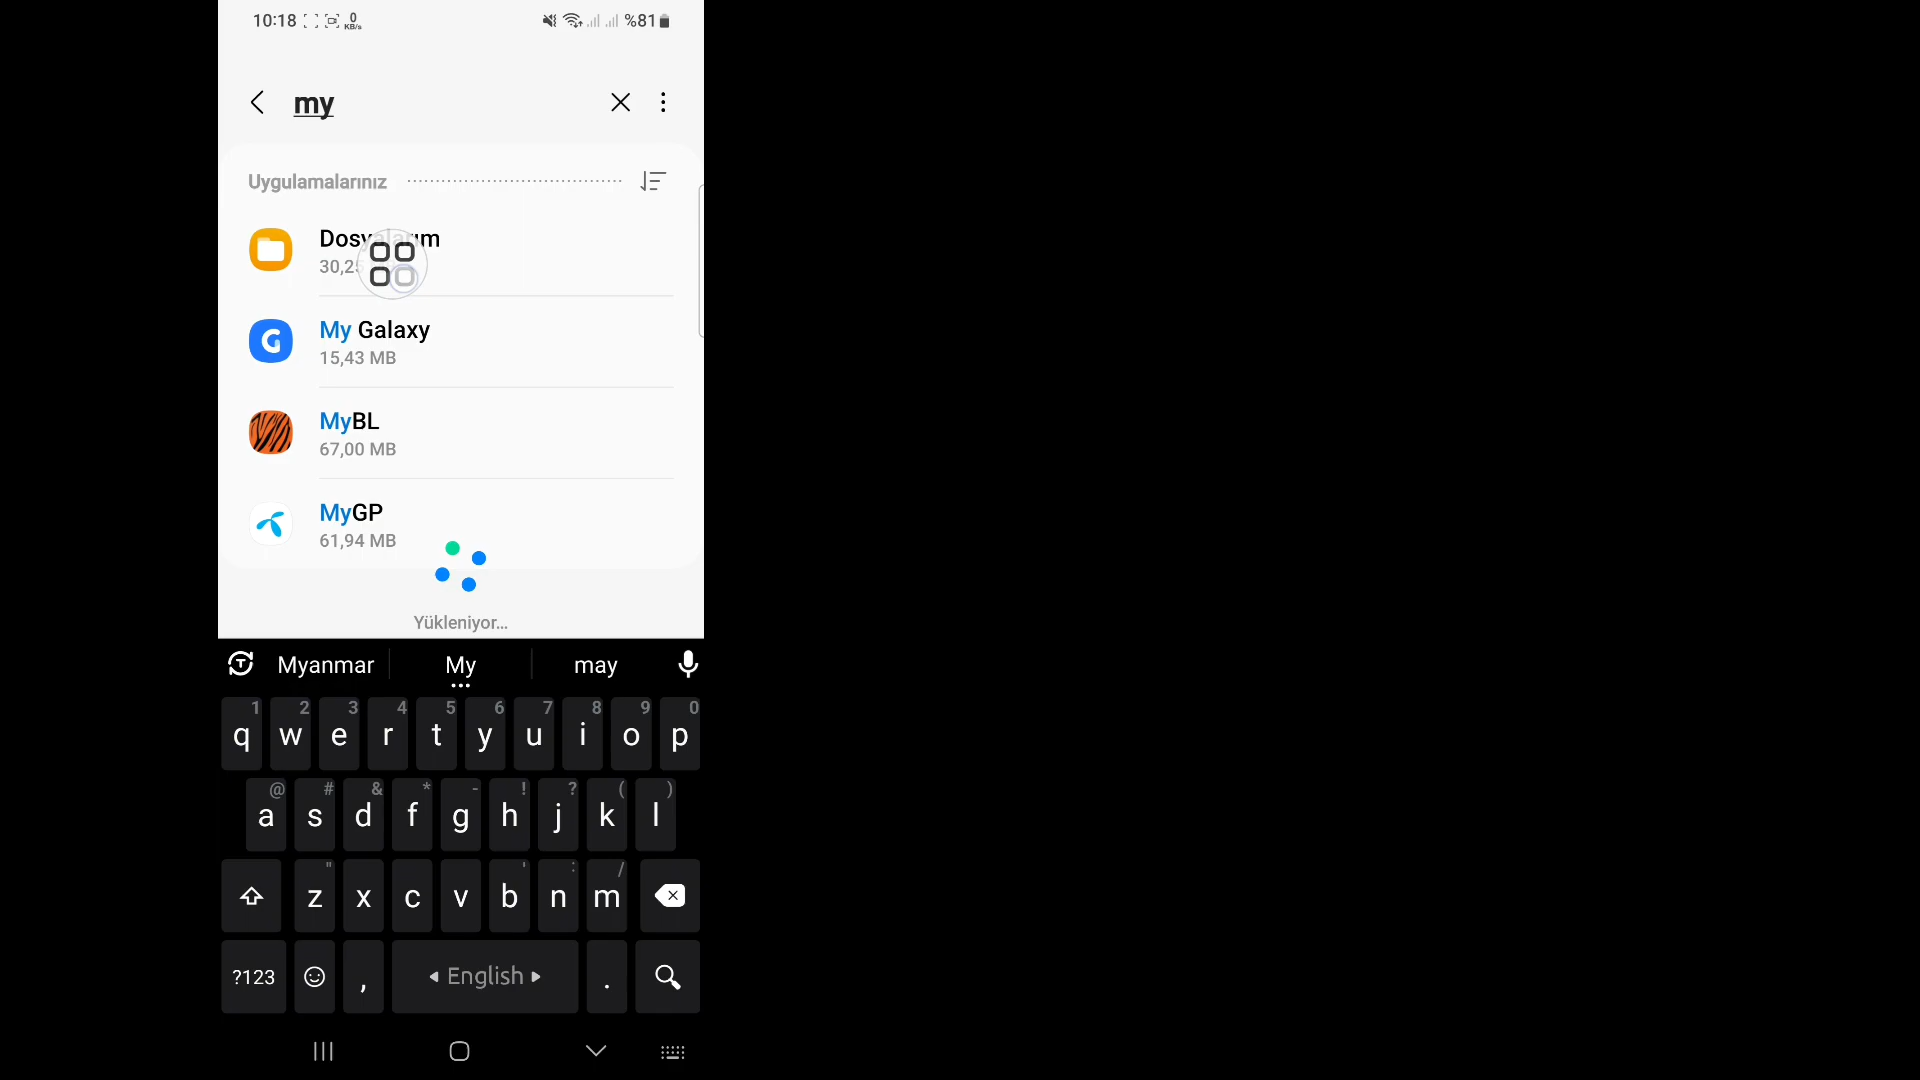 10:18 0 KB/s %81
my
Uygulamalarınız
Dosyalarım
30,25
My Galaxy
15,43 MB
MyBL
67,00 MB
MyGP
61,94 MB
Yükleniyor...
Myanmar My may
1 2 3 4 5 6 7 8 9 0
q w e r t y u i o p
@ # & * - ! ? ( )
a s d f g h j k l
" ' : /
z x c v b n m
?123 , English .